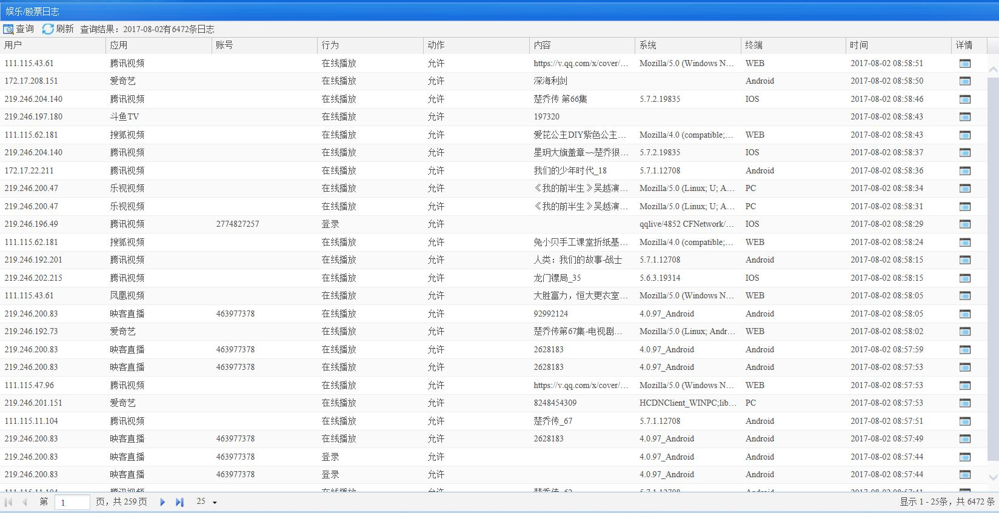 娱乐/股票日志
查询 刷新 查询结果：2017-08-02有6472条日志
用户 应用 账号 行为 动作 内容 系统 终端 时间 详情
111.115.43.61 腾讯视频 在线播放 允许 https://v.qq.com/x/cover/... Mozilla/5.0 (Windows N... WEB 2017-08-02 08:58:51
172.17.208.151 爱奇艺 在线播放 允许 深海利剑 Android 2017-08-02 08:58:50
219.246.204.140 腾讯视频 在线播放 允许 楚乔传 第66集 5.7.2.19835 IOS 2017-08-02 08:58:46
219.246.197.180 斗鱼TV 在线播放 允许 197320 2017-08-02 08:58:43
111.115.62.181 搜狐视频 在线播放 允许 爱芘公主DIY紫色公主... Mozilla/4.0 (compatible;... WEB 2017-08-02 08:58:43
219.246.204.140 腾讯视频 在线播放 允许 星玥大旗盖章~~楚乔狠... 5.7.2.19835 IOS 2017-08-02 08:58:37
172.17.22.211 腾讯视频 在线播放 允许 我们的少年时代_18 5.7.1.12708 Android 2017-08-02 08:58:36
219.246.200.47 乐视视频 在线播放 允许 《我的前半生》吴越演... Mozilla/5.0 (Linux; U; A... PC 2017-08-02 08:58:34
219.246.200.47 乐视视频 在线播放 允许 《我的前半生》吴越演... Mozilla/5.0 (Linux; U; A... PC 2017-08-02 08:58:31
219.246.196.49 腾讯视频 2774827257 登录 允许 qqlive/4852 CFNetwork/... IOS 2017-08-02 08:58:29
111.115.62.181 搜狐视频 在线播放 允许 兔小贝手工课堂折纸基... Mozilla/4.0 (compatible;... WEB 2017-08-02 08:58:24
219.246.192.201 腾讯视频 在线播放 允许 人类：我们的故事-战士 5.7.1.12708 Android 2017-08-02 08:58:15
219.246.202.215 腾讯视频 在线播放 允许 龙门镖局_35 5.6.3.19314 IOS 2017-08-02 08:58:15
111.115.43.61 凤凰视频 在线播放 允许 大胜富力，恒大更衣室... Mozilla/5.0 (Windows N... WEB 2017-08-02 08:58:05
219.246.200.83 映客直播 463977378 在线播放 允许 92992124 4.0.97_Android Android 2017-08-02 08:58:05
219.246.192.73 爱奇艺 在线播放 允许 楚乔传第67集-电视剧... Mozilla/5.0 (Linux; Andr... WEB 2017-08-02 08:58:02
219.246.200.83 映客直播 463977378 在线播放 允许 2628183 4.0.97_Android Android 2017-08-02 08:57:59
219.246.200.83 映客直播 463977378 在线播放 允许 2628183 4.0.97_Android Android 2017-08-02 08:57:53
111.115.47.96 腾讯视频 在线播放 允许 https://v.qq.com/x/cover/... Mozilla/5.0 (Windows N... WEB 2017-08-02 08:57:53
219.246.201.151 爱奇艺 在线播放 允许 8248454309 HCDNClient_WINPC;lib... PC 2017-08-02 08:57:53
111.115.11.104 腾讯视频 在线播放 允许 楚乔传_67 5.7.1.12708 Android 2017-08-02 08:57:51
219.246.200.83 映客直播 463977378 在线播放 允许 2628183 4.0.97_Android Android 2017-08-02 08:57:49
219.246.200.83 映客直播 463977378 登录 允许 4.0.97_Android Android 2017-08-02 08:57:44
219.246.200.83 映客直播 463977378 登录 允许 4.0.97_Android Android 2017-08-02 08:57:44
111.115.11.104 腾讯视频 在线播放 允许 5.7.1.12708 Android 2017-08-02 08:57:41
第 1 页，共 259 页 25 显示 1 - 25条，共 6472 条